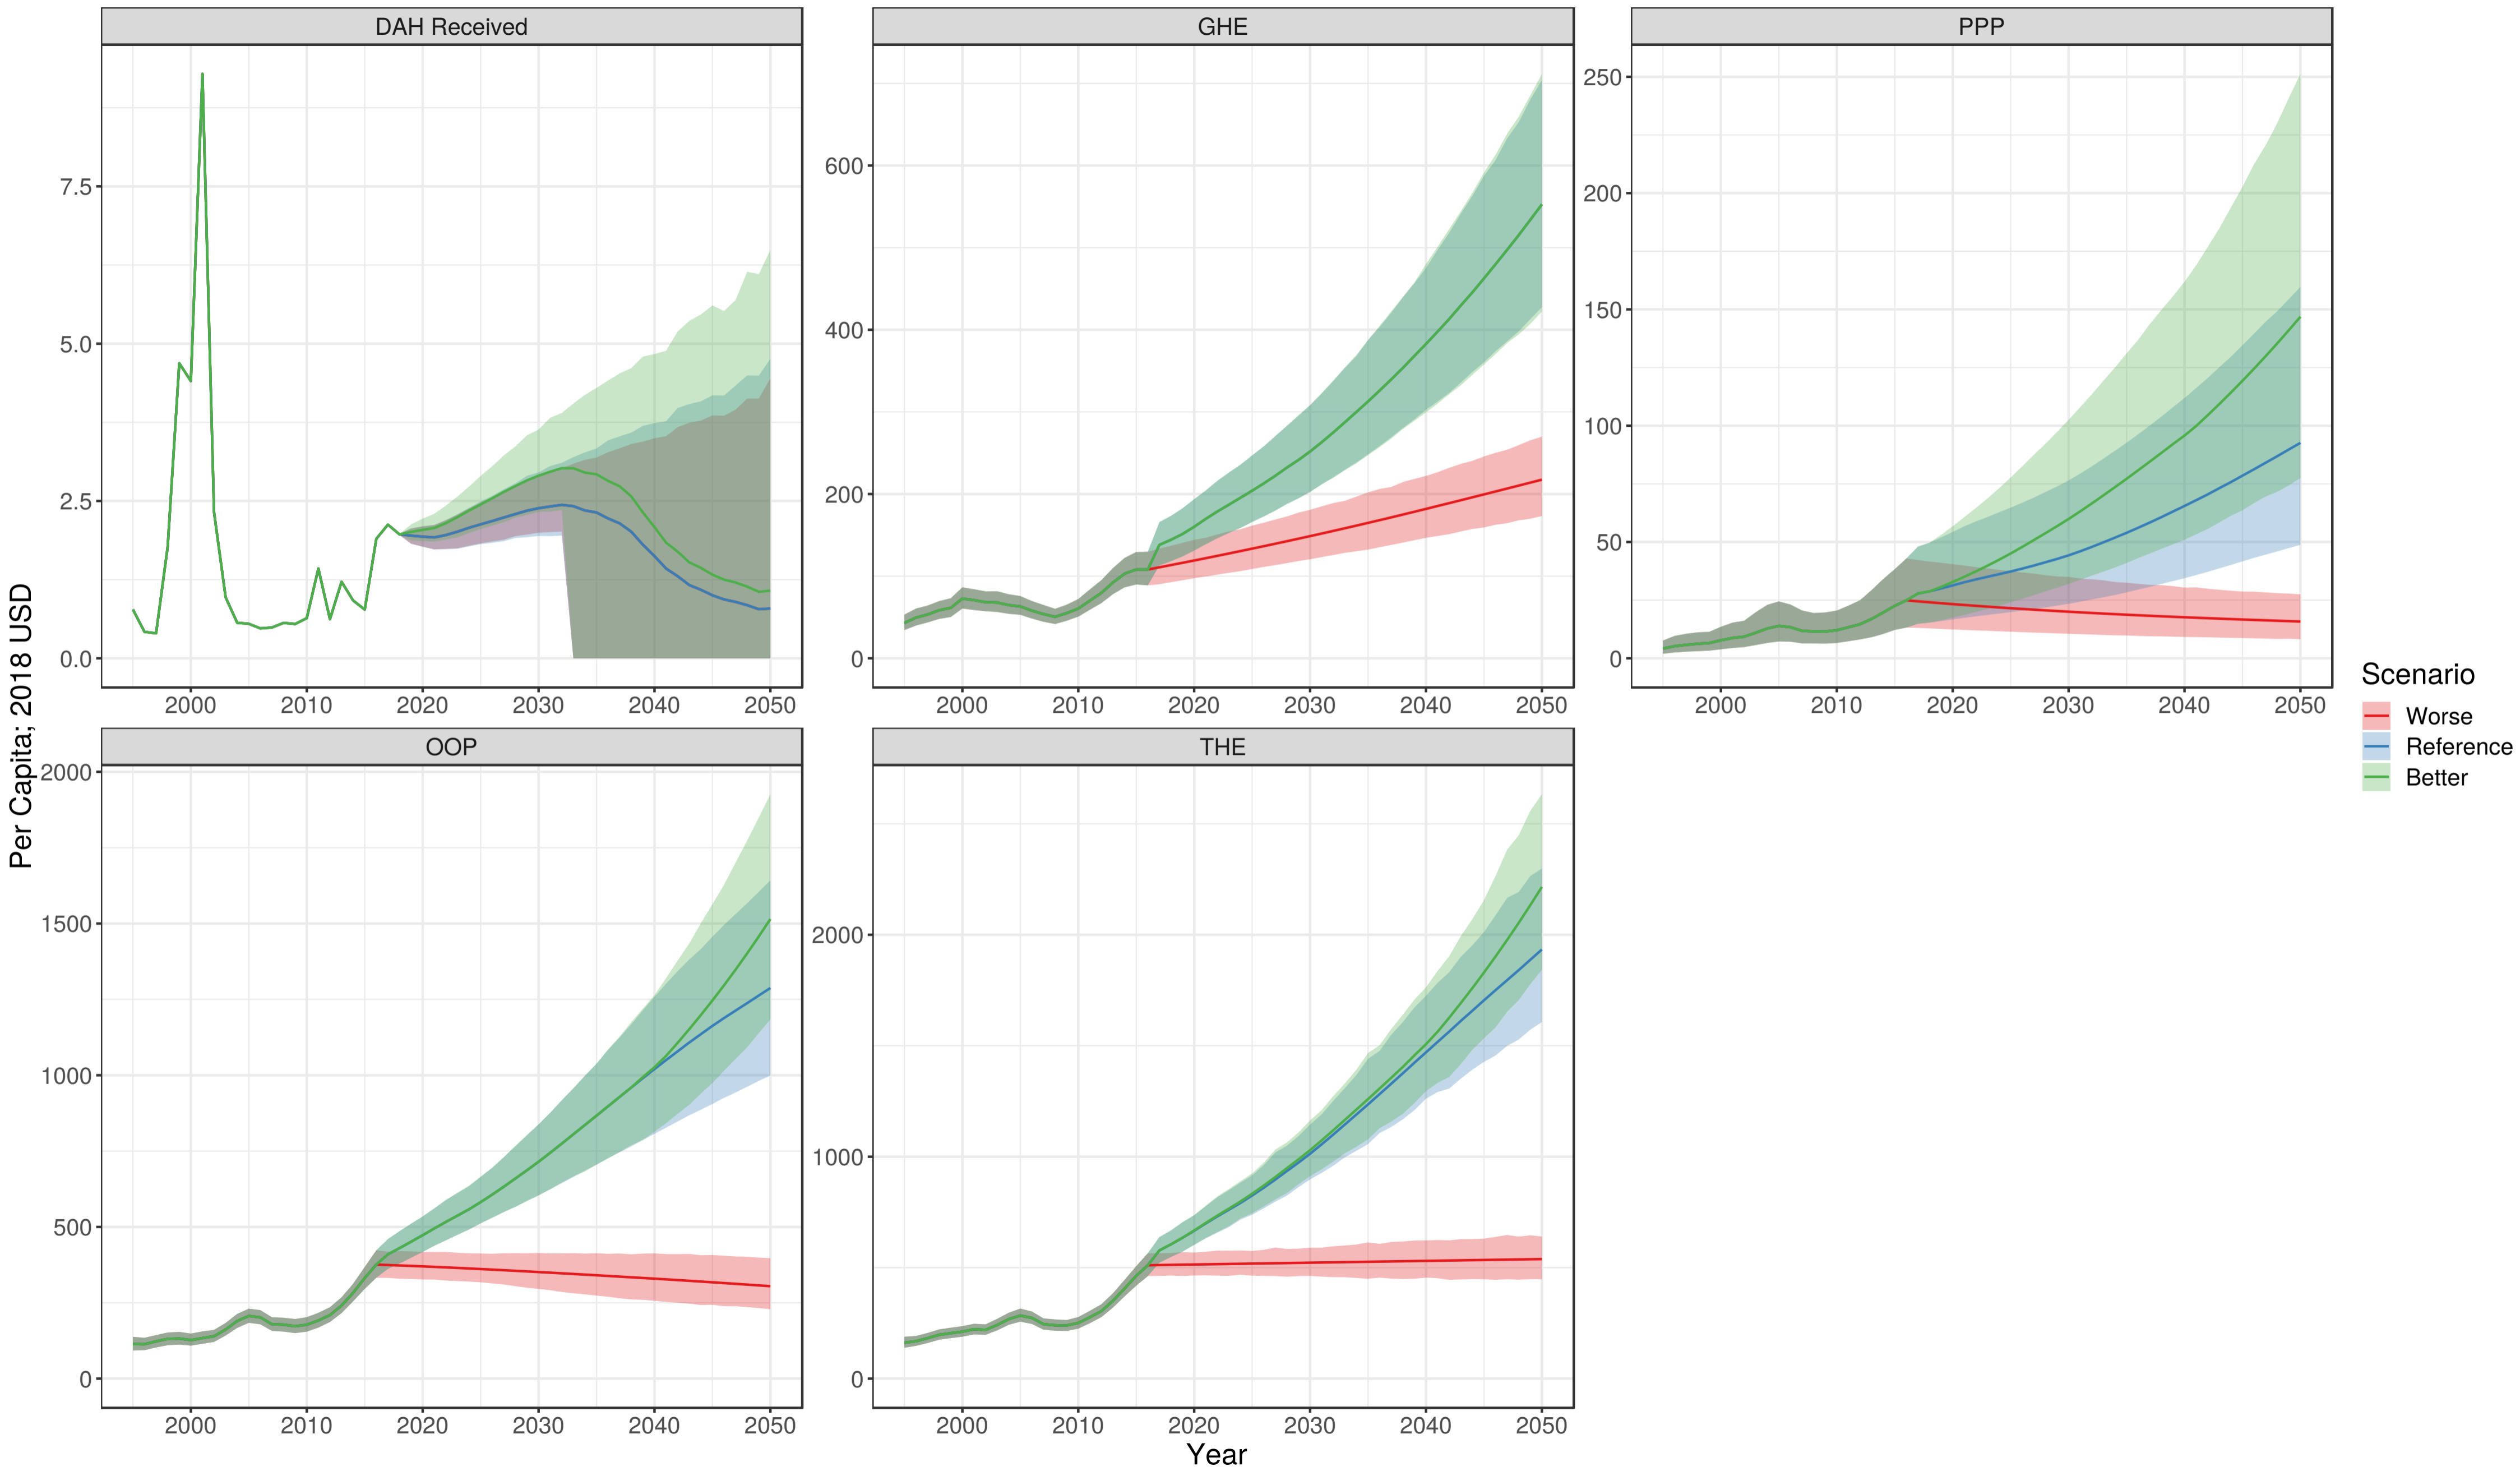 DAH Received
GHE
PPP
7.5
5.0
2.5
0.0
600
400
200
0
250
200
150
100
50
0
2000 2010 2020 2030 2040 2050
2000 2010 2020 2030 2040 2050
2000 2010 2020 2030 2040 2050
Per Capita; 2018 USD
OOP
THE
2000
1500
1000
500
0
2000
1000
0
2000 2010 2020 2030 2040 2050
2000 2010 2020 2030 2040 2050
Year
Scenario
Worse
Reference
Better